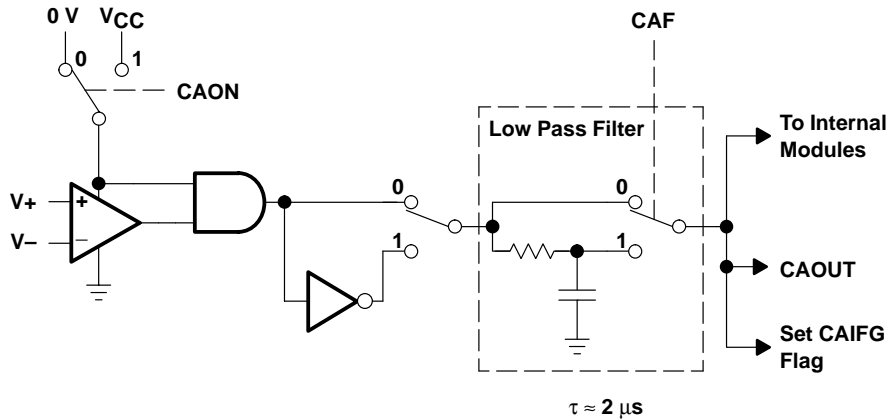 0 V
VCC
0
1
CAON
CAF
Low Pass Filter
To Internal
Modules
V+
+
V−
−
0
1
0
1
CAOUT
Set CAIFG
Flag
τ ≈ 2 μs